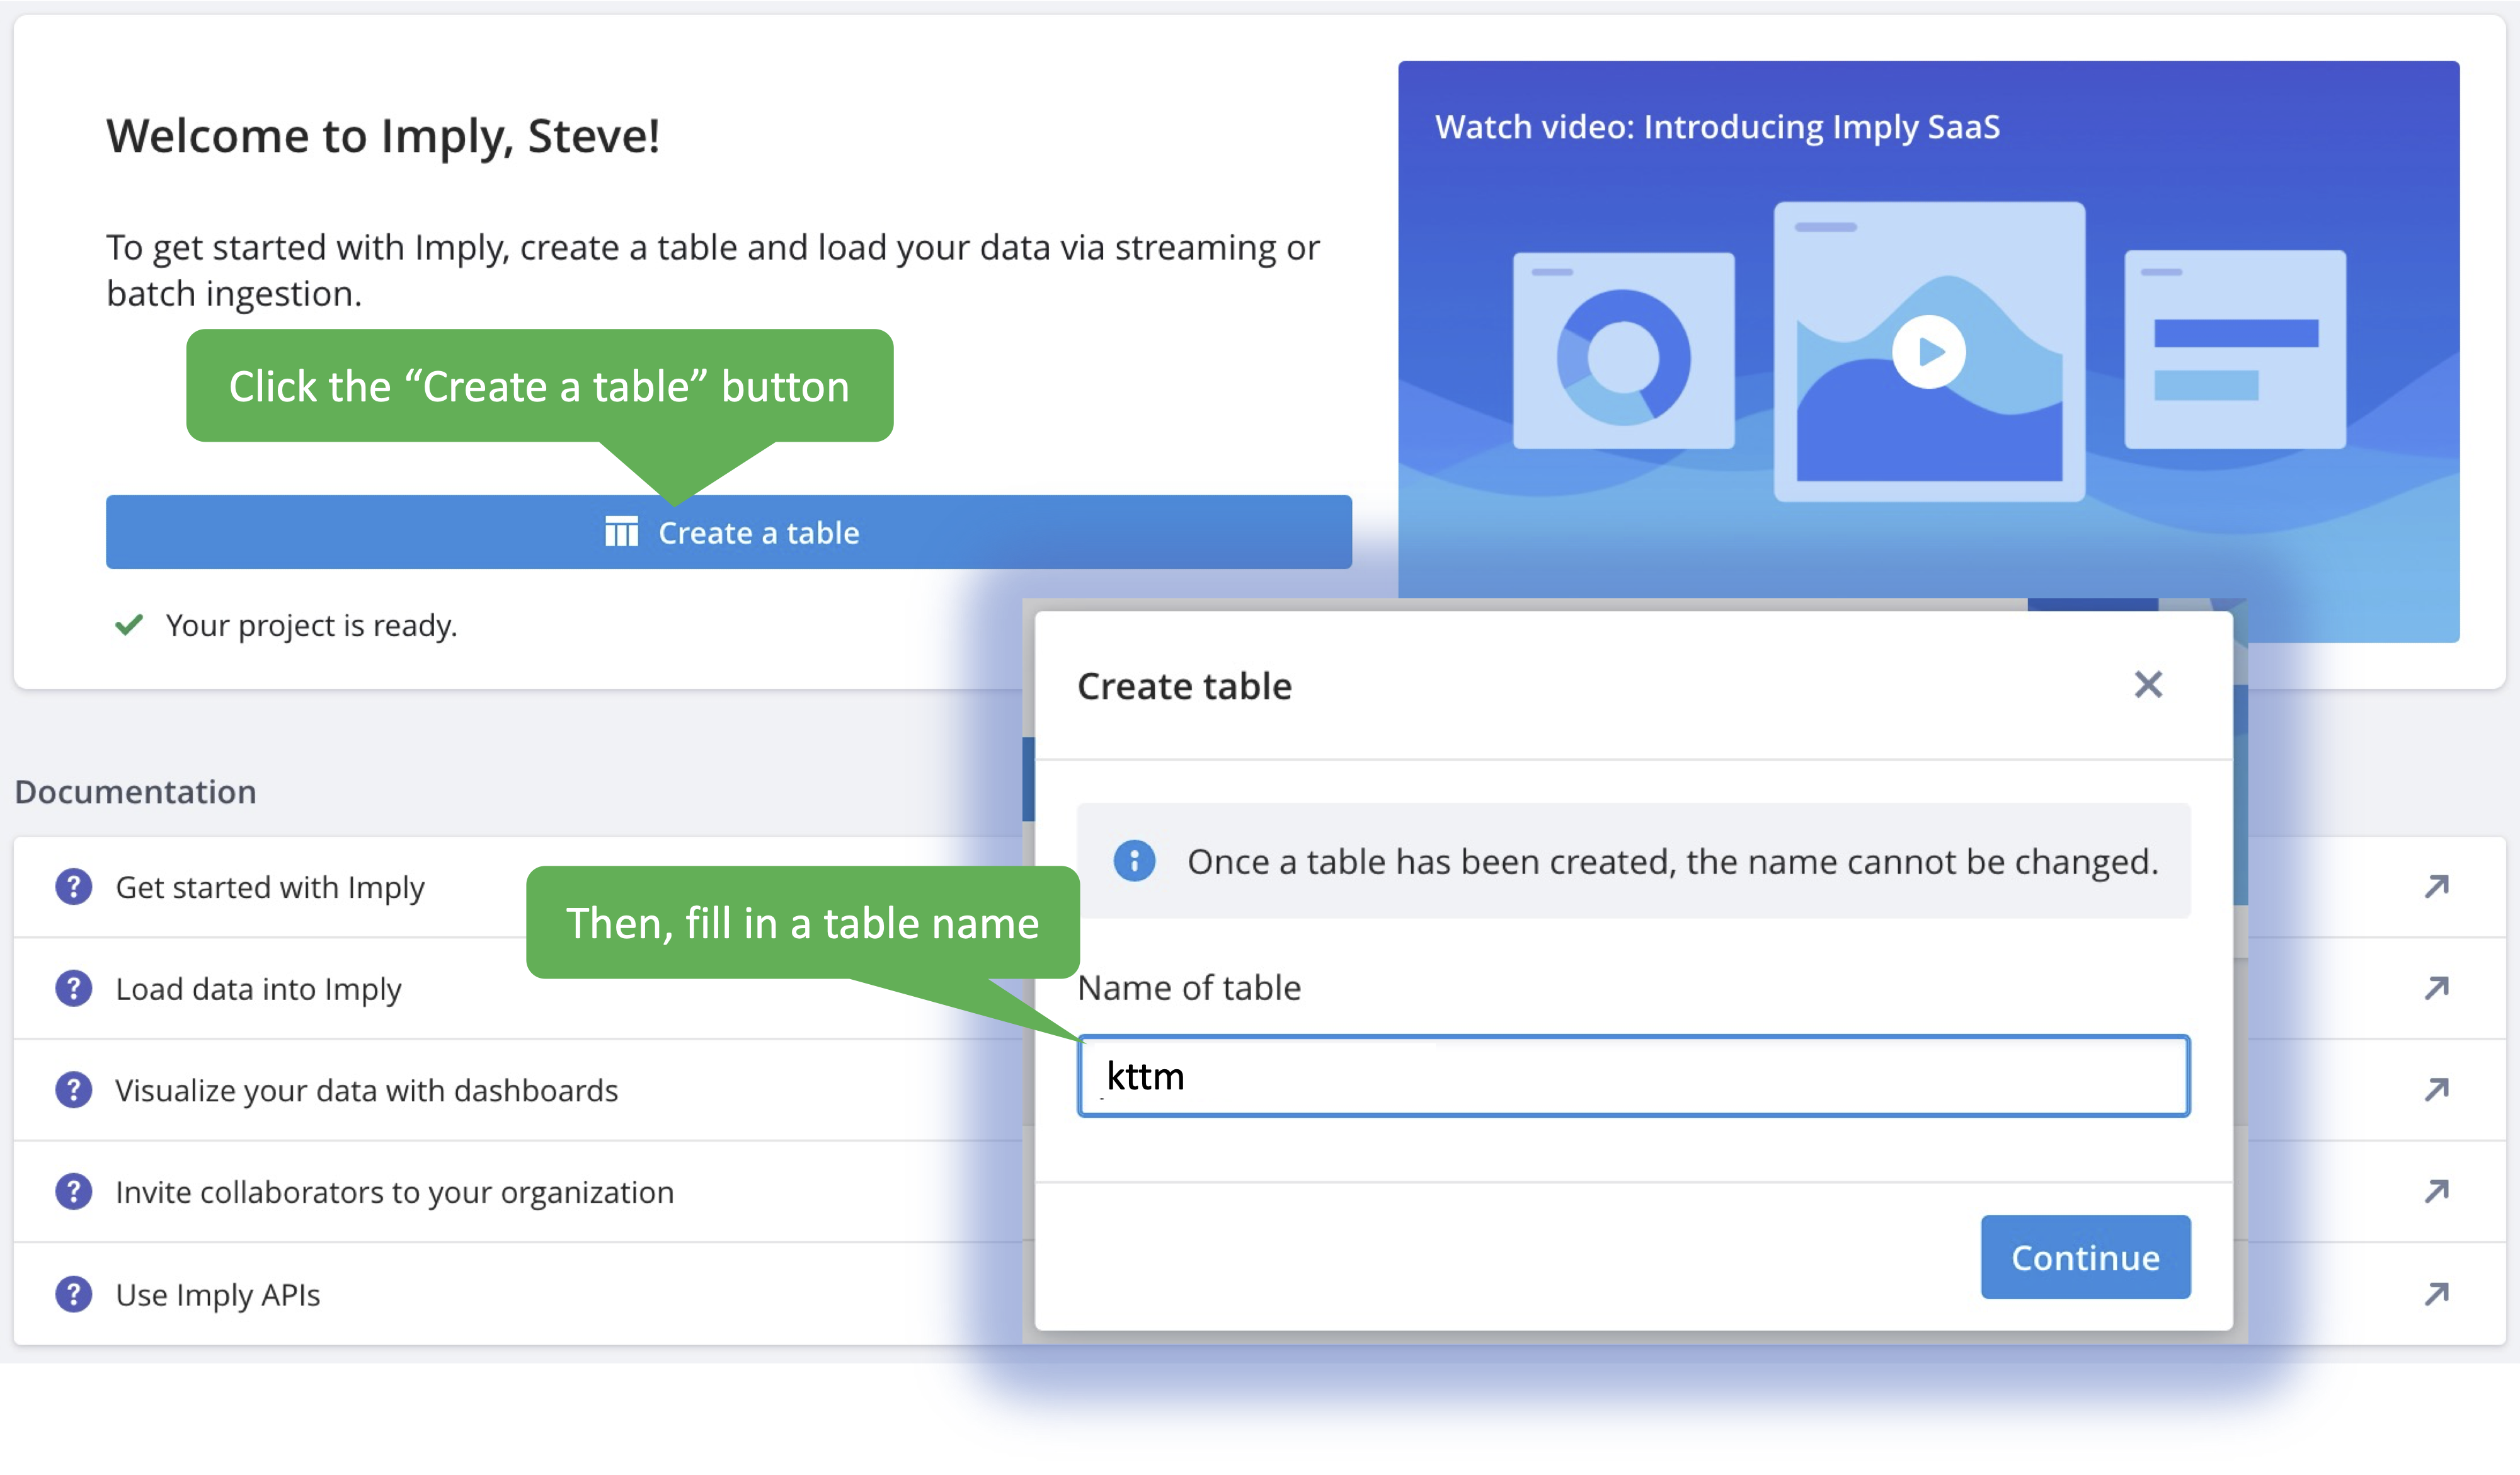 Welcome to Imply, Steve!
Watch video: Introducing Imply SaaS
To get started with Imply, create a table and load your data via streaming or
batch ingestion.
Click the “Create a table” button
Create a table
Your project is ready.
Create table
Once a table has been created, the name cannot be changed.
Then, fill in a table name
Name of table
kttm
Continue
Documentation
Get started with Imply
Load data into Imply
Visualize your data with dashboards
Invite collaborators to your organization
Use Imply APIs